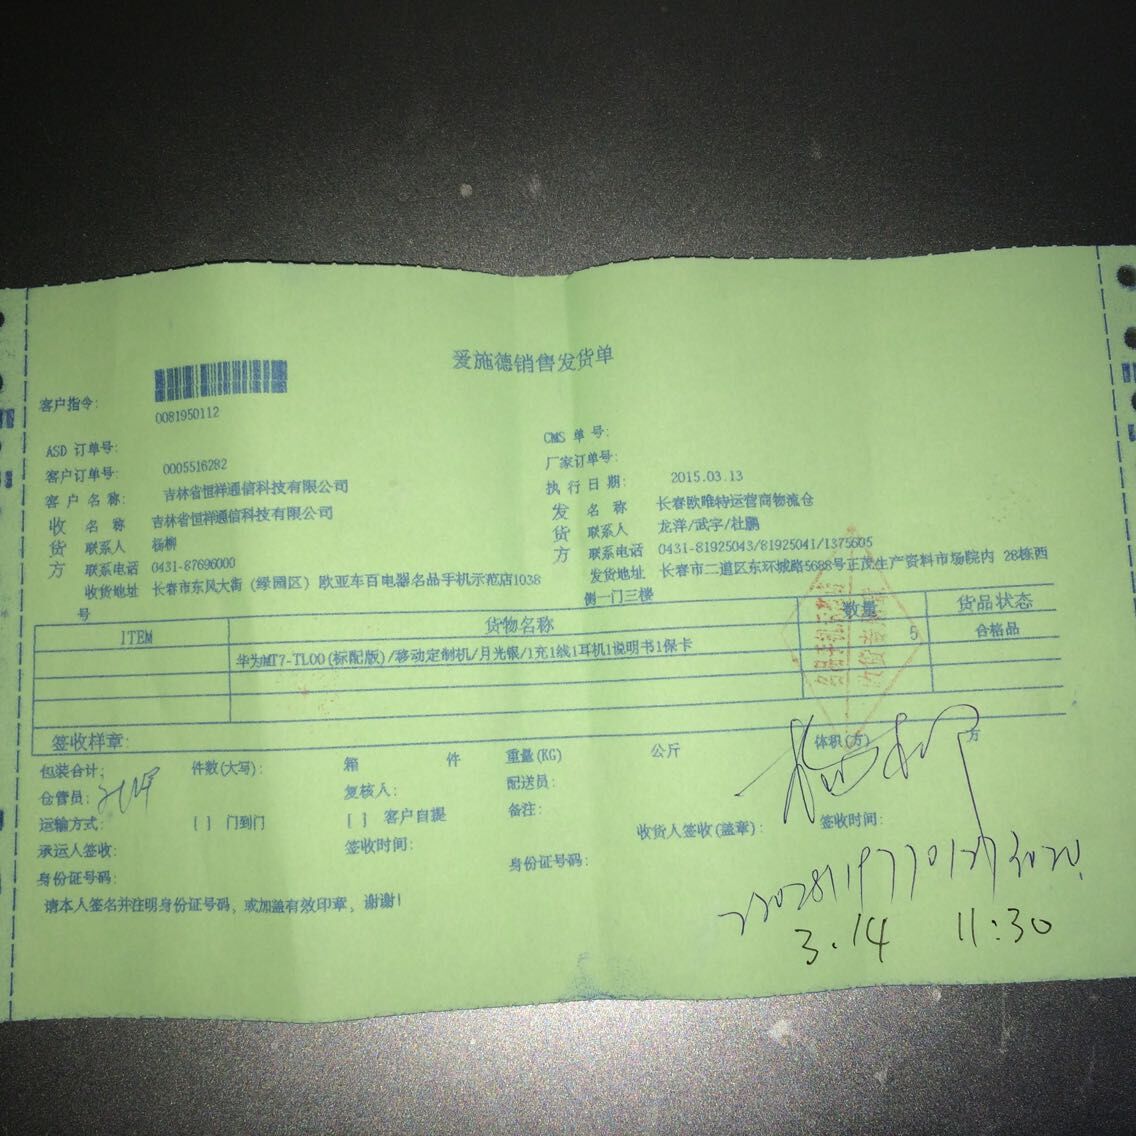 爱施德销售发货单
客户指令:
0081950112
ASD 订单号: CMS 单 号:
客户订单号: 0005516282 厂家订单号:
客 户 名 称: 吉林省恒祥通信科技有限公司 执 行 日 期: 2015.03.13
收 名 称 吉林省恒祥通信科技有限公司 发 名 称 长春欧唯特运营商物流仓
货 联系人 杨柳 货 联系人 龙洋/武宇/杜鹏
方 联系电话 0431-87696000 方 联系电话 0431-81925043/81925041/1375605
收货地址 长春市东风大街（绿园区）欧亚车百电器名品手机示范店1038 发货地址 长春市二道区东环城路5688号正茂生产资料市场院内 28栋西
号 侧一门三楼
ITEM 货物名称 数量 货品状态
华为MT7-TL00(标配版)/移动定制机/月光银/1充1线1耳机1说明书1保卡 5 合格品
签收样章:
包装合计: 件数(大写): 箱 件 重量(KG) 公斤 体积(方) 方
仓管员: 复核人: 配送员:
运输方式: [ ] 门到门 [ ] 客户自提 备注:
承运人签收: 签收时间: 收货人签收(盖章): 杨柳 签收时间:
身份证号码: 身份证号码:
请本人签名并注明身份证号码，或加盖有效印章，谢谢!
3.14 11:30